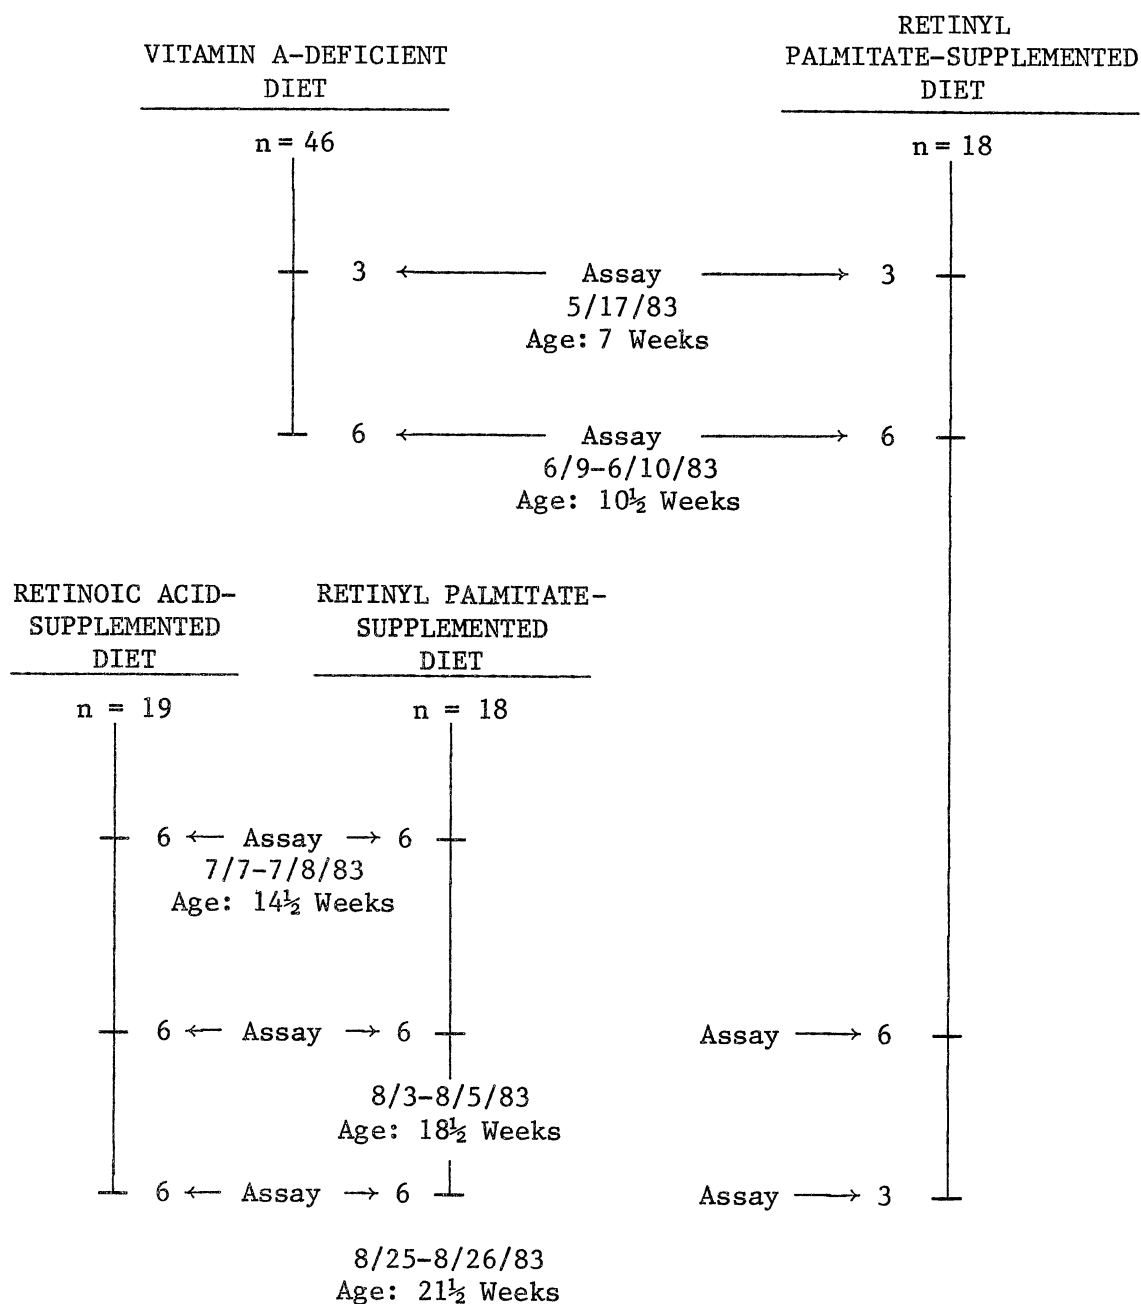 VITAMIN A-DEFICIENT
DIET
n = 46
RETINYL
PALMITATE-SUPPLEMENTED
DIET
n = 18
3 ← Assay → 3
5/17/83
Age: 7 Weeks
6 ← Assay → 6
6/9-6/10/83
Age: 10½ Weeks
RETINOIC ACID-
SUPPLEMENTED
DIET
n = 19
RETINYL PALMITATE-
SUPPLEMENTED
DIET
n = 18
6 ← Assay → 6
7/7-7/8/83
Age: 14½ Weeks
6 ← Assay → 6
Assay → 6
8/3-8/5/83
Age: 18½ Weeks
6 ← Assay → 6
Assay → 3
8/25-8/26/83
Age: 21½ Weeks